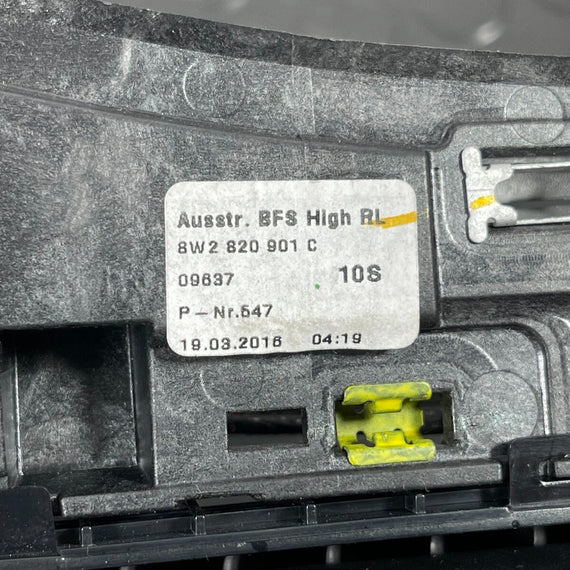 Ausstr. BFS High RL
8W2 820 901 C
09637 10S
P-Nr.547
19.03.2016 04:19